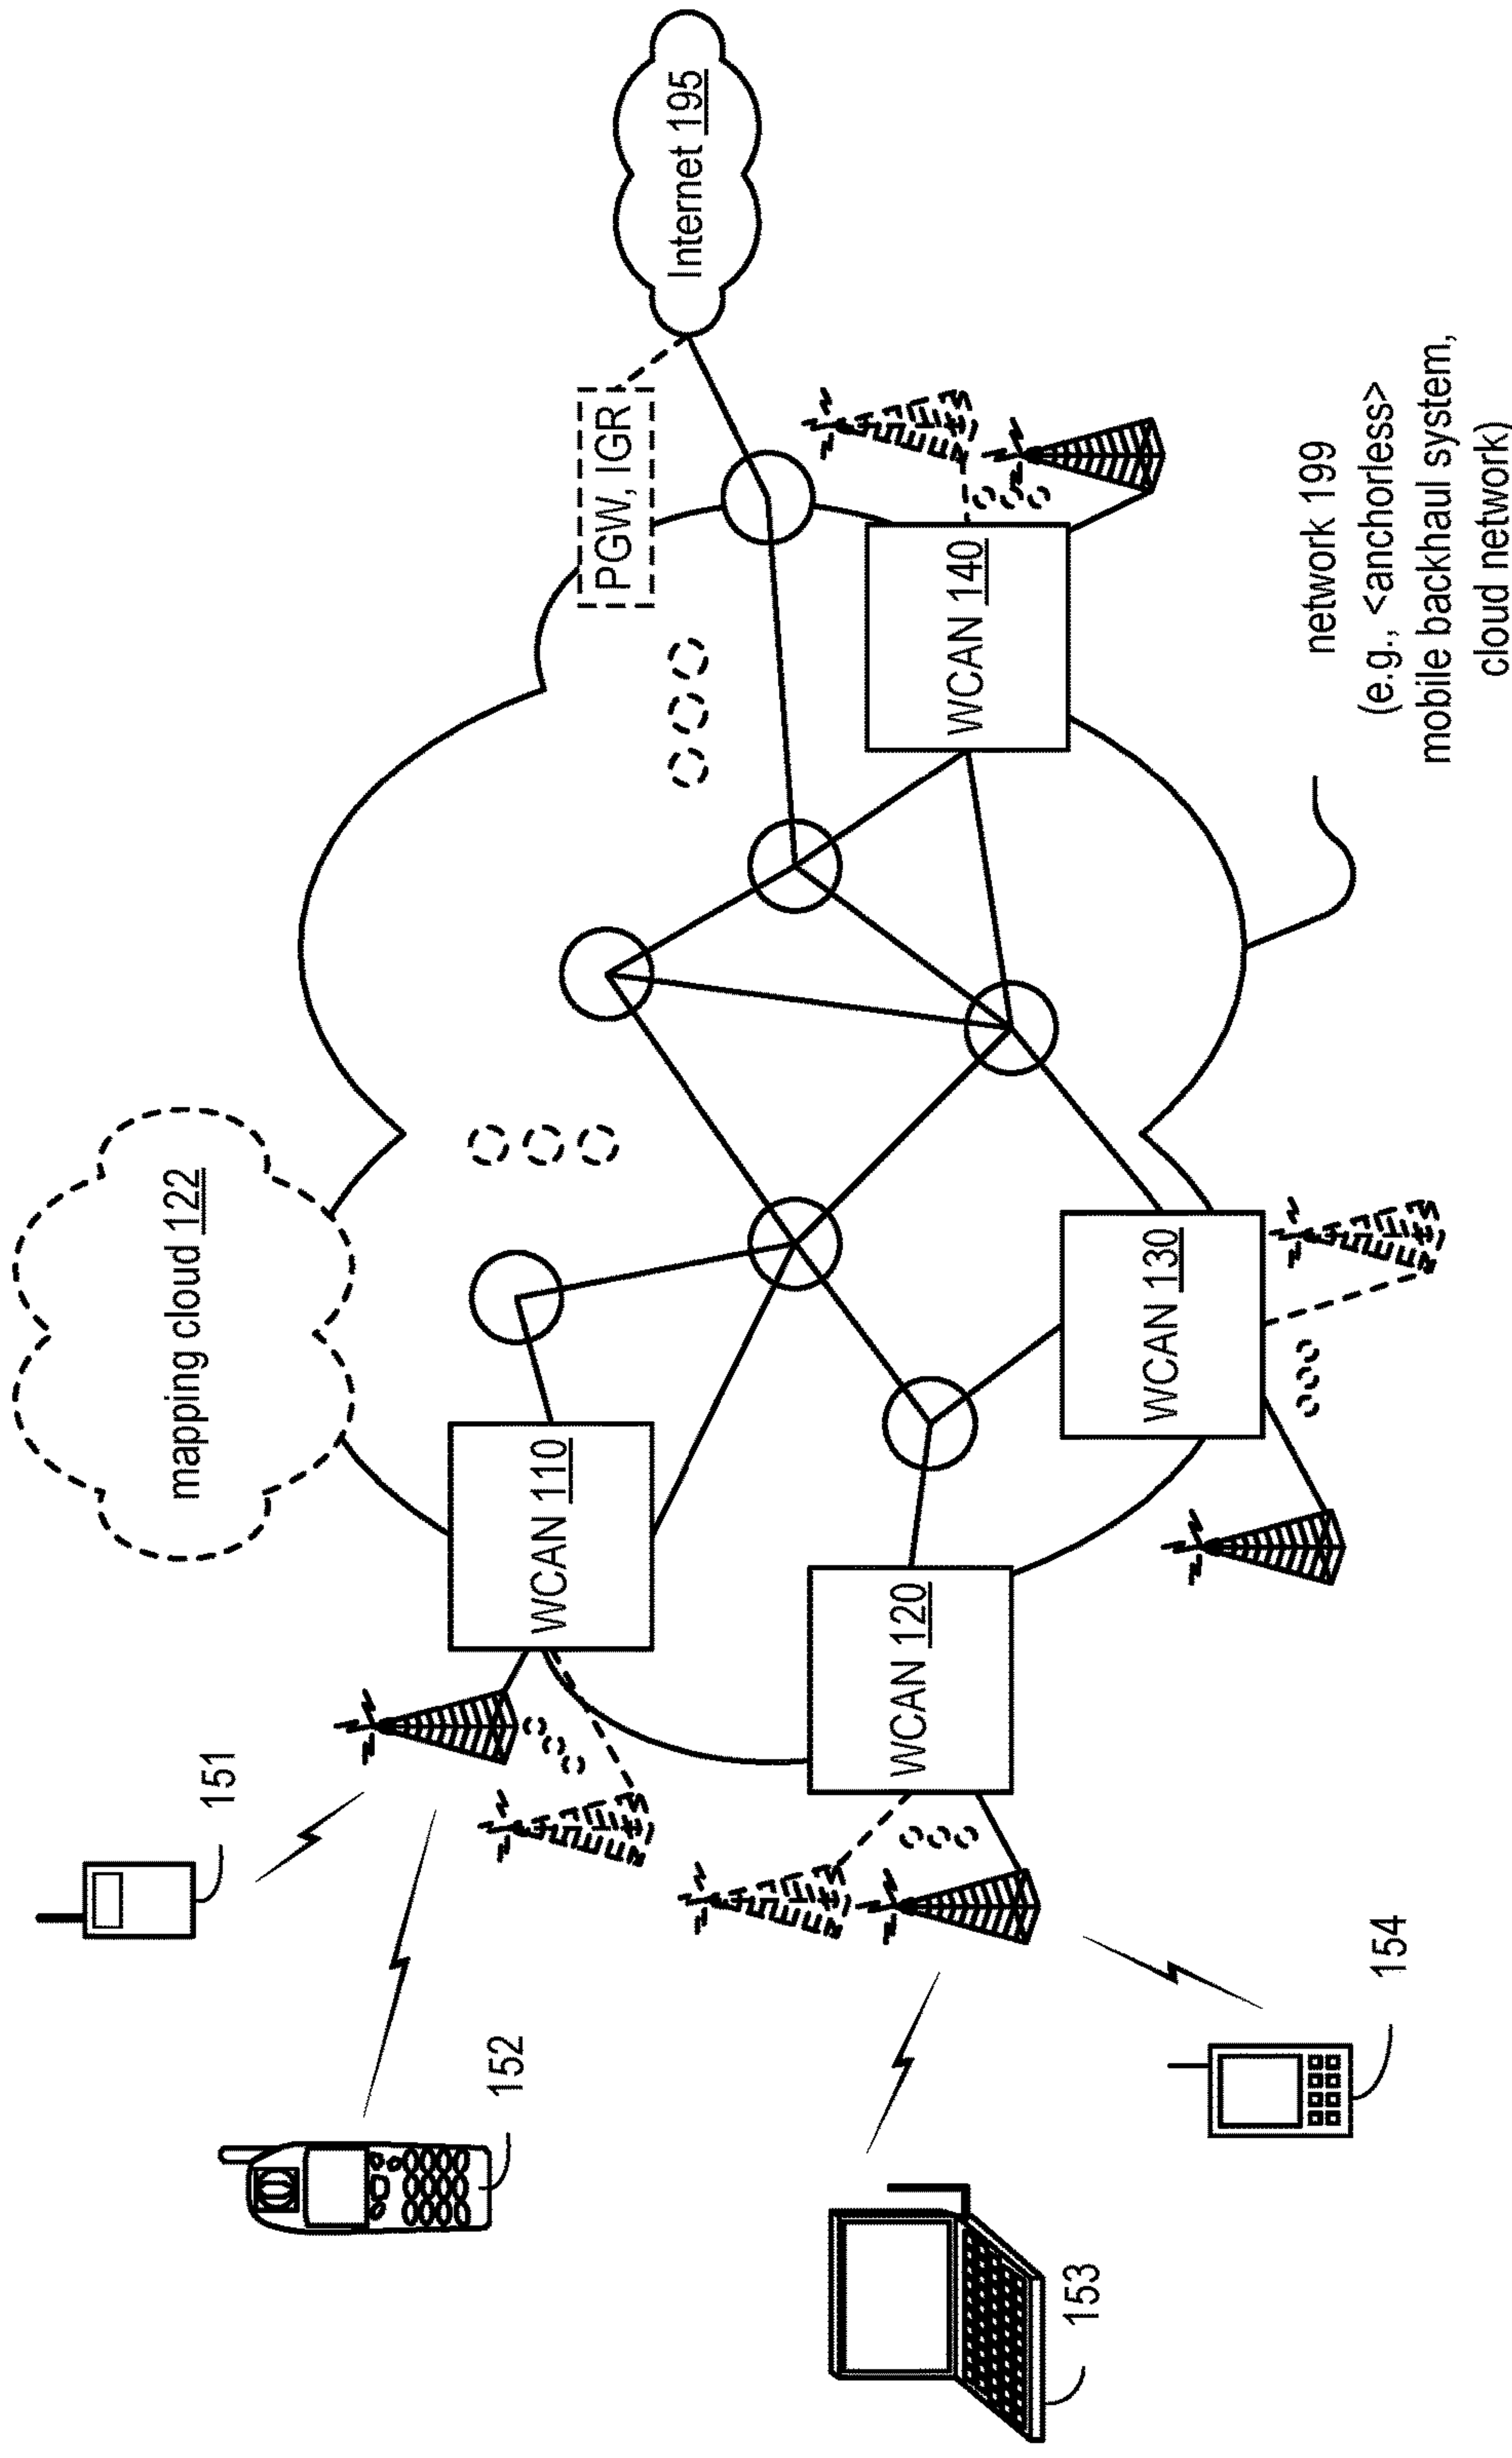 mapping cloud 122
151
152
WCAN 110
PGW, IGR
Internet 195
WCAN 120
WCAN 130
WCAN 140
153
154
network 199
(e.g., <anchorless>
mobile backhaul system,
cloud network)